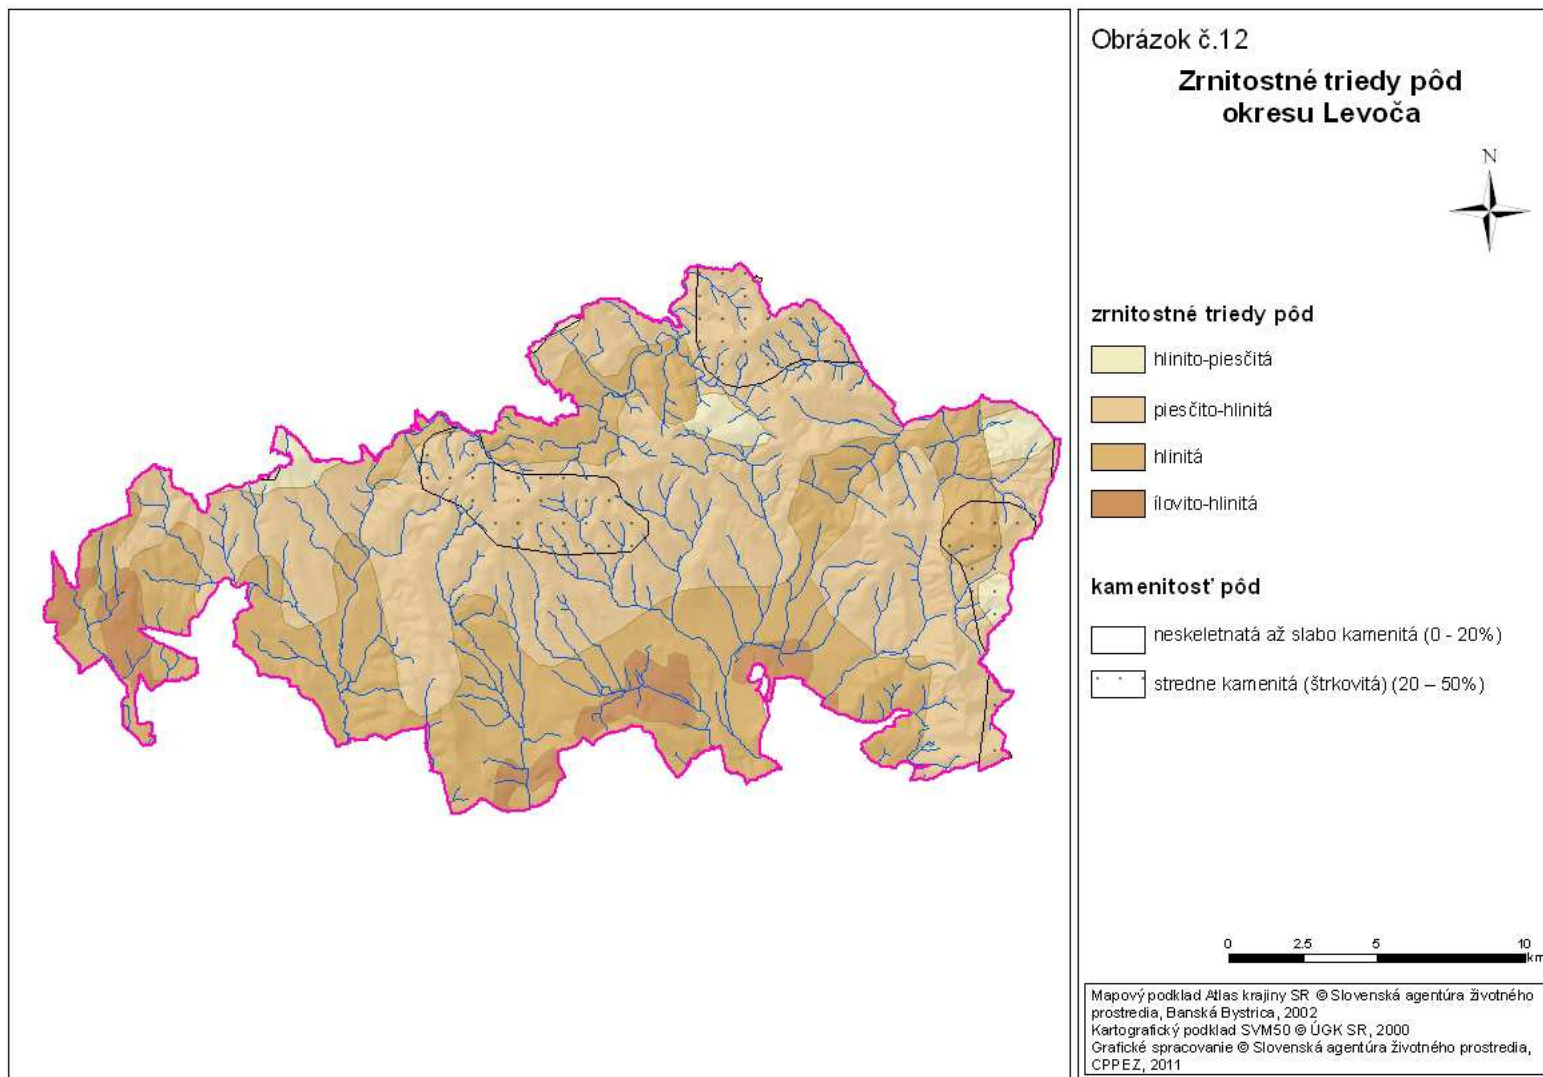 Obrázok č.12
Zrnitostné triedy pôd
okresu Levoča
N
zrnitostné triedy pôd
hlinito-piesčitá
piesčito-hlinitá
hlinitá
ílovito-hlinitá
kamenitosť pôd
neskeletnatá až slabo kamenitá (0 - 20%)
stredne kamenitá (štrkovitá) (20 – 50%)
0 2.5 5 10
km
Mapový podklad Atlas krajiny SR © Slovenská agentúra životného
prostredia, Banská Bystrica, 2002
Kartografický podklad SVM50 © ÚGK SR, 2000
Grafické spracovanie © Slovenská agentúra životného prostredia,
CPPEZ, 2011